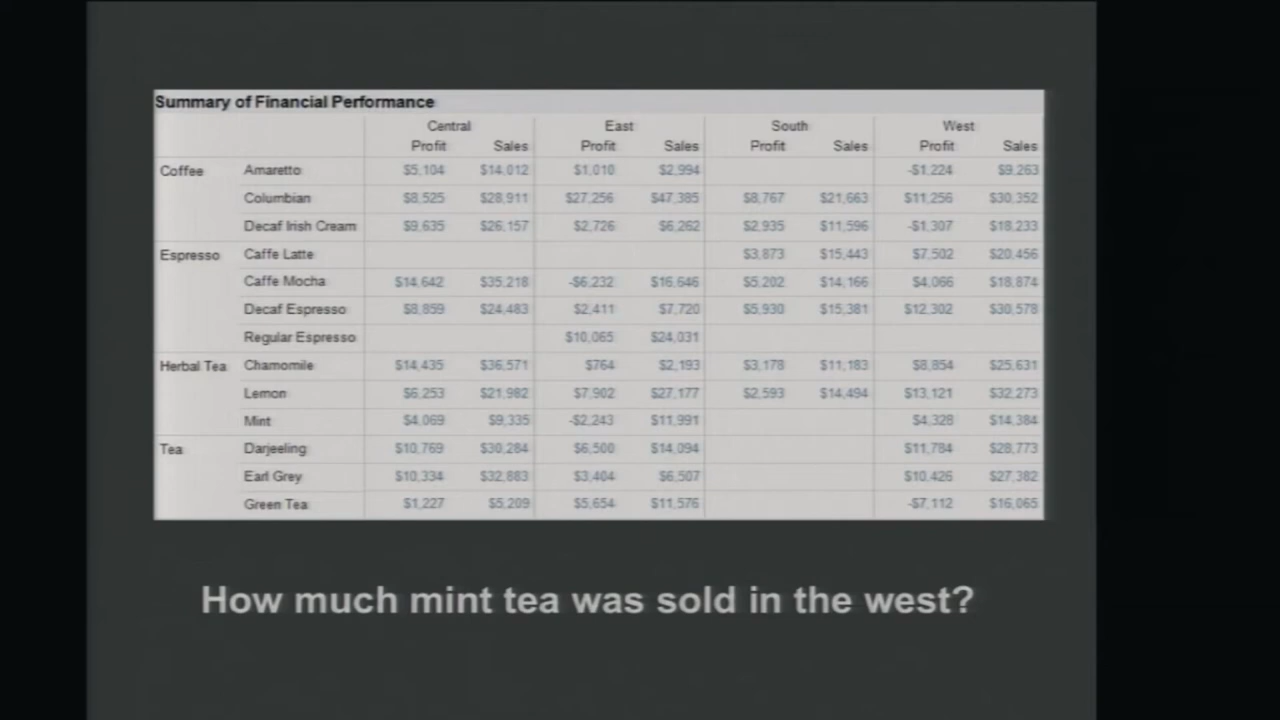 Summary of Financial Performance
Central East South West
Profit Sales Profit Sales Profit Sales Profit Sales
Coffee Amaretto $5,104 $14,012 $1,010 $2,994 -$1,224 $9,263
Columbian $8,525 $28,911 $27,256 $47,385 $8,767 $21,663 $11,256 $30,352
Decaf Irish Cream $9,635 $26,157 $2,726 $6,262 $2,935 $11,596 -$1,307 $18,233
Espresso Caffe Latte $3,873 $15,443 $7,502 $20,456
Caffe Mocha $14,642 $35,218 -$6,232 $16,646 $5,202 $14,166 $4,066 $18,874
Decaf Espresso $8,859 $24,483 $2,411 $7,720 $5,930 $15,381 $12,302 $30,578
Regular Espresso $10,065 $24,031
Herbal Tea Chamomile $14,435 $36,571 $764 $2,193 $3,178 $11,183 $8,854 $25,631
Lemon $6,253 $21,982 $7,902 $27,177 $2,593 $14,494 $13,121 $32,273
Mint $4,069 $9,335 -$2,243 $11,991 $4,328 $14,384
Tea Darjeeling $10,769 $30,284 $6,500 $14,094 $11,784 $28,773
Earl Grey $10,334 $32,883 $3,404 $6,507 $10,426 $27,382
Green Tea $1,227 $5,209 $5,654 $11,576 -$7,112 $16,065
How much mint tea was sold in the west?